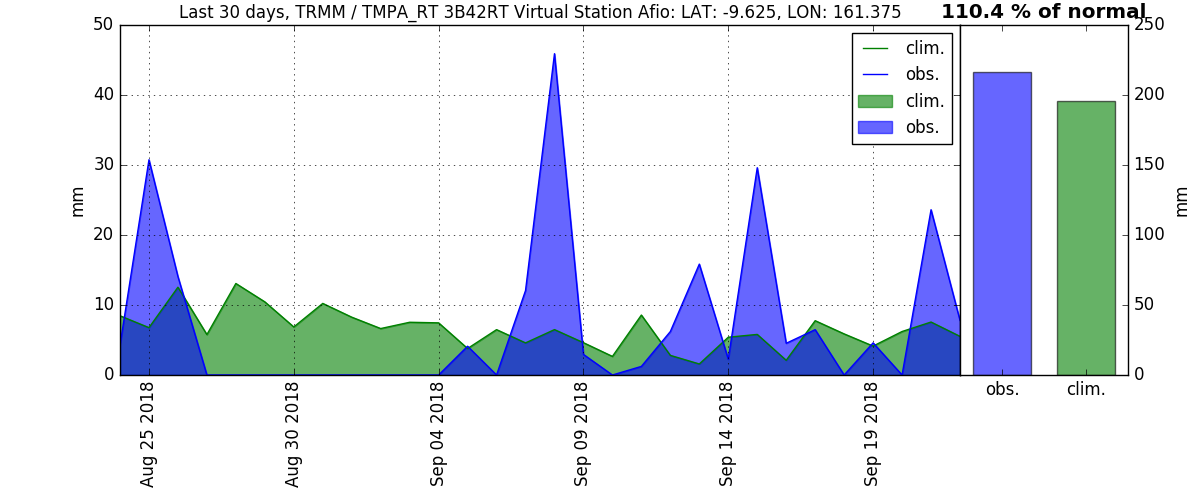 Last 30 days, TRMM / TMPA_RT 3B42RT Virtual Station Afio: LAT: -9.625, LON: 161.375
110.4 % of normal
50
40
30
20
10
0
mm
clim.
obs.
clim.
obs.
250
200
150
100
50
0
mm
obs.
clim.
Aug 25 2018
Aug 30 2018
Sep 04 2018
Sep 09 2018
Sep 14 2018
Sep 19 2018